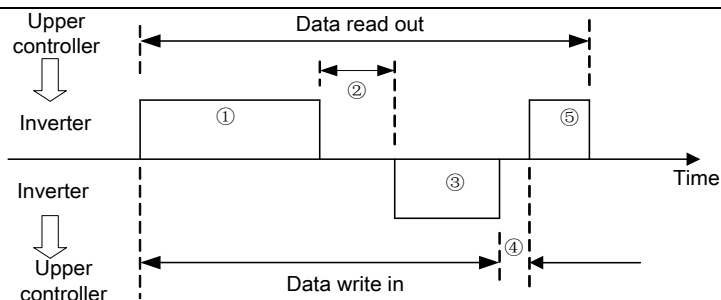 Upper
controller
Data read out
②
Inverter
①
⑤
Time
Inverter
③
④
Upper
controller
Data write in